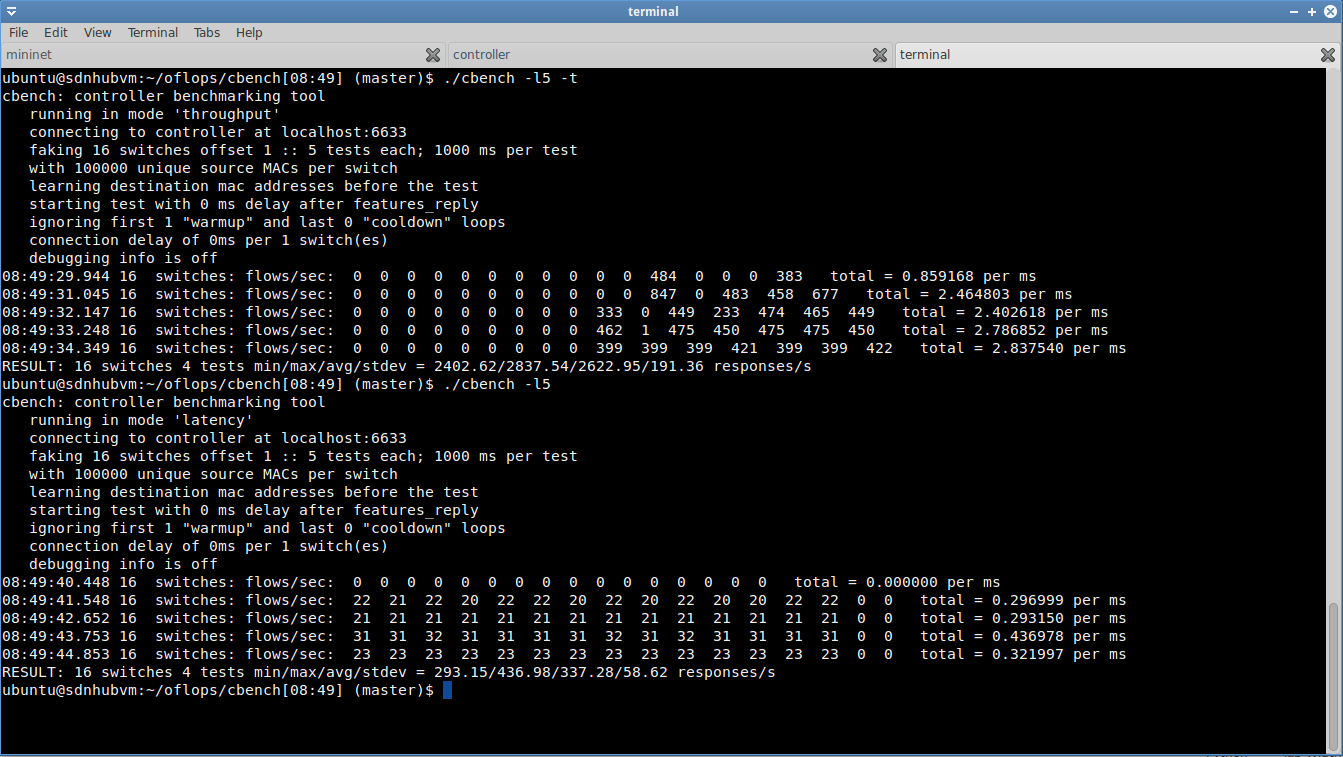 terminal
File Edit View Terminal Tabs Help
mininet controller terminal
ubuntu@sdnhubvm:~/oflops/cbench[08:49] (master)$ ./cbench -l5 -t
cbench: controller benchmarking tool
   running in mode 'throughput'
   connecting to controller at localhost:6633
   faking 16 switches offset 1 :: 5 tests each; 1000 ms per test
   with 100000 unique source MACs per switch
   learning destination mac addresses before the test
   starting test with 0 ms delay after features_reply
   ignoring first 1 "warmup" and last 0 "cooldown" loops
   connection delay of 0ms per 1 switch(es)
   debugging info is off
08:49:29.944 16  switches: flows/sec:  0  0  0  0  0  0  0  0  0  0  0  484  0  0  0  383   total = 0.859168 per ms
08:49:31.045 16  switches: flows/sec:  0  0  0  0  0  0  0  0  0  0  0  847  0  483  458  677   total = 2.464803 per ms
08:49:32.147 16  switches: flows/sec:  0  0  0  0  0  0  0  0  0  333  0  449  233  474  465  449   total = 2.402618 per ms
08:49:33.248 16  switches: flows/sec:  0  0  0  0  0  0  0  0  0  462  1  475  450  475  475  450   total = 2.786852 per ms
08:49:34.349 16  switches: flows/sec:  0  0  0  0  0  0  0  0  0  399  399  399  421  399  399  422   total = 2.837540 per ms
RESULT: 16 switches 4 tests min/max/avg/stdev = 2402.62/2837.54/2622.95/191.36 responses/s
ubuntu@sdnhubvm:~/oflops/cbench[08:49] (master)$ ./cbench -l5
cbench: controller benchmarking tool
   running in mode 'latency'
   connecting to controller at localhost:6633
   faking 16 switches offset 1 :: 5 tests each; 1000 ms per test
   with 100000 unique source MACs per switch
   learning destination mac addresses before the test
   starting test with 0 ms delay after features_reply
   ignoring first 1 "warmup" and last 0 "cooldown" loops
   connection delay of 0ms per 1 switch(es)
   debugging info is off
08:49:40.448 16  switches: flows/sec:  0  0  0  0  0  0  0  0  0  0  0  0  0  0  0  0   total = 0.000000 per ms
08:49:41.548 16  switches: flows/sec:  22  21  22  20  22  22  20  22  20  22  20  20  22  22  0  0   total = 0.296999 per ms
08:49:42.652 16  switches: flows/sec:  21  21  21  21  21  21  21  21  21  21  21  21  21  21  0  0   total = 0.293150 per ms
08:49:43.753 16  switches: flows/sec:  31  31  32  31  31  31  31  32  31  32  31  31  31  31  0  0   total = 0.436978 per ms
08:49:44.853 16  switches: flows/sec:  23  23  23  23  23  23  23  23  23  23  23  23  23  23  0  0   total = 0.321997 per ms
RESULT: 16 switches 4 tests min/max/avg/stdev = 293.15/436.98/337.28/58.62 responses/s
ubuntu@sdnhubvm:~/oflops/cbench[08:49] (master)$